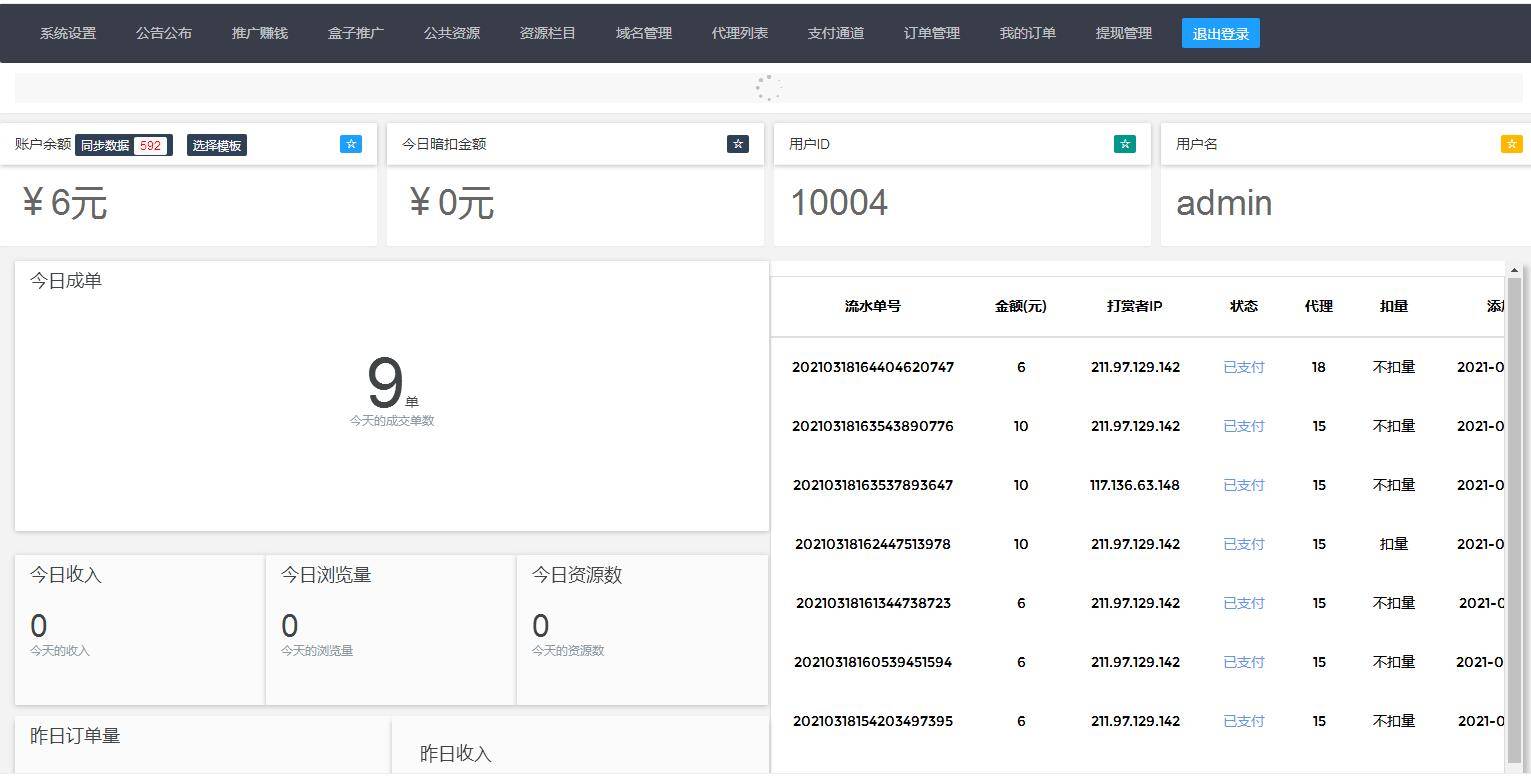 系统设置 公告公布 推广赚钱 盒子推广 公共资源 资源栏目 域名管理 代理列表 支付通道 订单管理 我的订单 提现管理 退出登录
账户余额 同步数据 592 选择模板 今日暗扣金额 用户ID 用户名
¥6元 ¥0元 10004 admin
今日成单
9单
今天的成交单数
今日收入 今日浏览量 今日资源数
0 0 0
今天的收入 今天的浏览量 今天的资源数
昨日订单量 昨日收入
流水单号 金额(元) 打赏者IP 状态 代理 扣量
20210318164404620747 6 211.97.129.142 已支付 18 不扣量 2021-0
20210318163543890776 10 211.97.129.142 已支付 15 不扣量 2021-0
20210318163537893647 10 117.136.63.148 已支付 15 不扣量 2021-0
20210318162447513978 10 211.97.129.142 已支付 15 扣量 2021-0
20210318161344738723 6 211.97.129.142 已支付 15 不扣量 2021-0
20210318160539451594 6 211.97.129.142 已支付 15 不扣量 2021-0
20210318154203497395 6 211.97.129.142 已支付 15 不扣量 2021-0